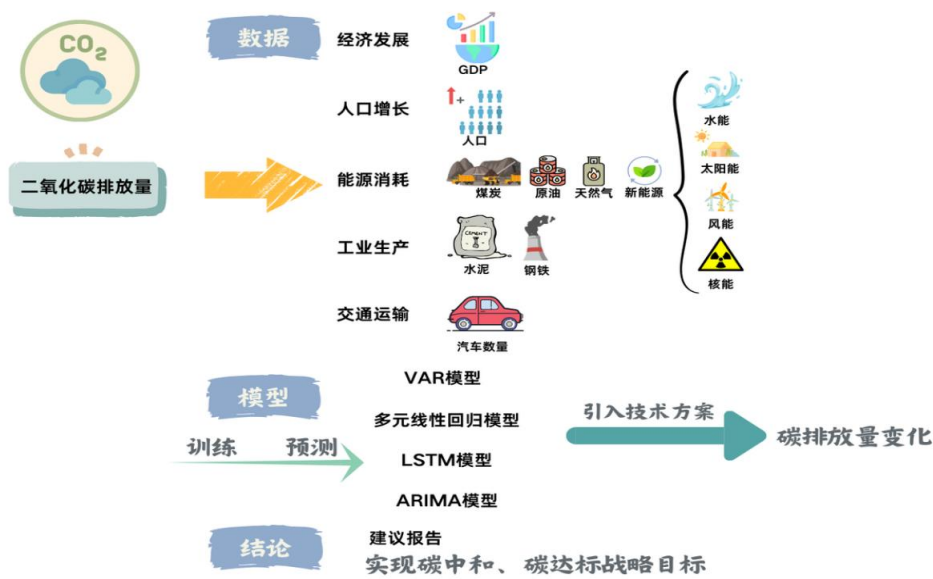 CO₂
二氧化碳排放量
数据
经济发展
GDP
人口增长
人口
能源消耗
煤炭 原油 天然气 新能源
水能
太阳能
风能
核能
工业生产
CEMENT
水泥 钢铁
交通运输
汽车数量
模型
训练 预测
VAR模型
多元线性回归模型
LSTM模型
ARIMA模型
引入技术方案
碳排放量变化
结论
建议报告
实现碳中和、碳达标战略目标